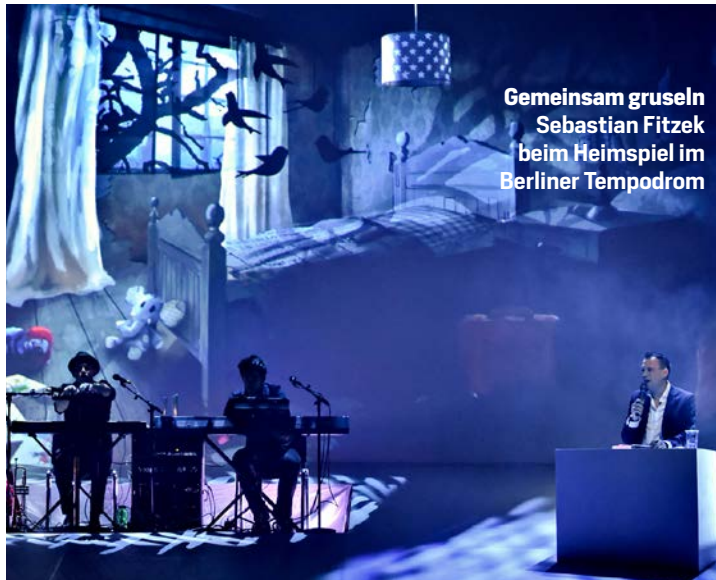 Gemeinsam gruseln
Sebastian Fitzek
beim Heimspiel im
Berliner Tempodrom